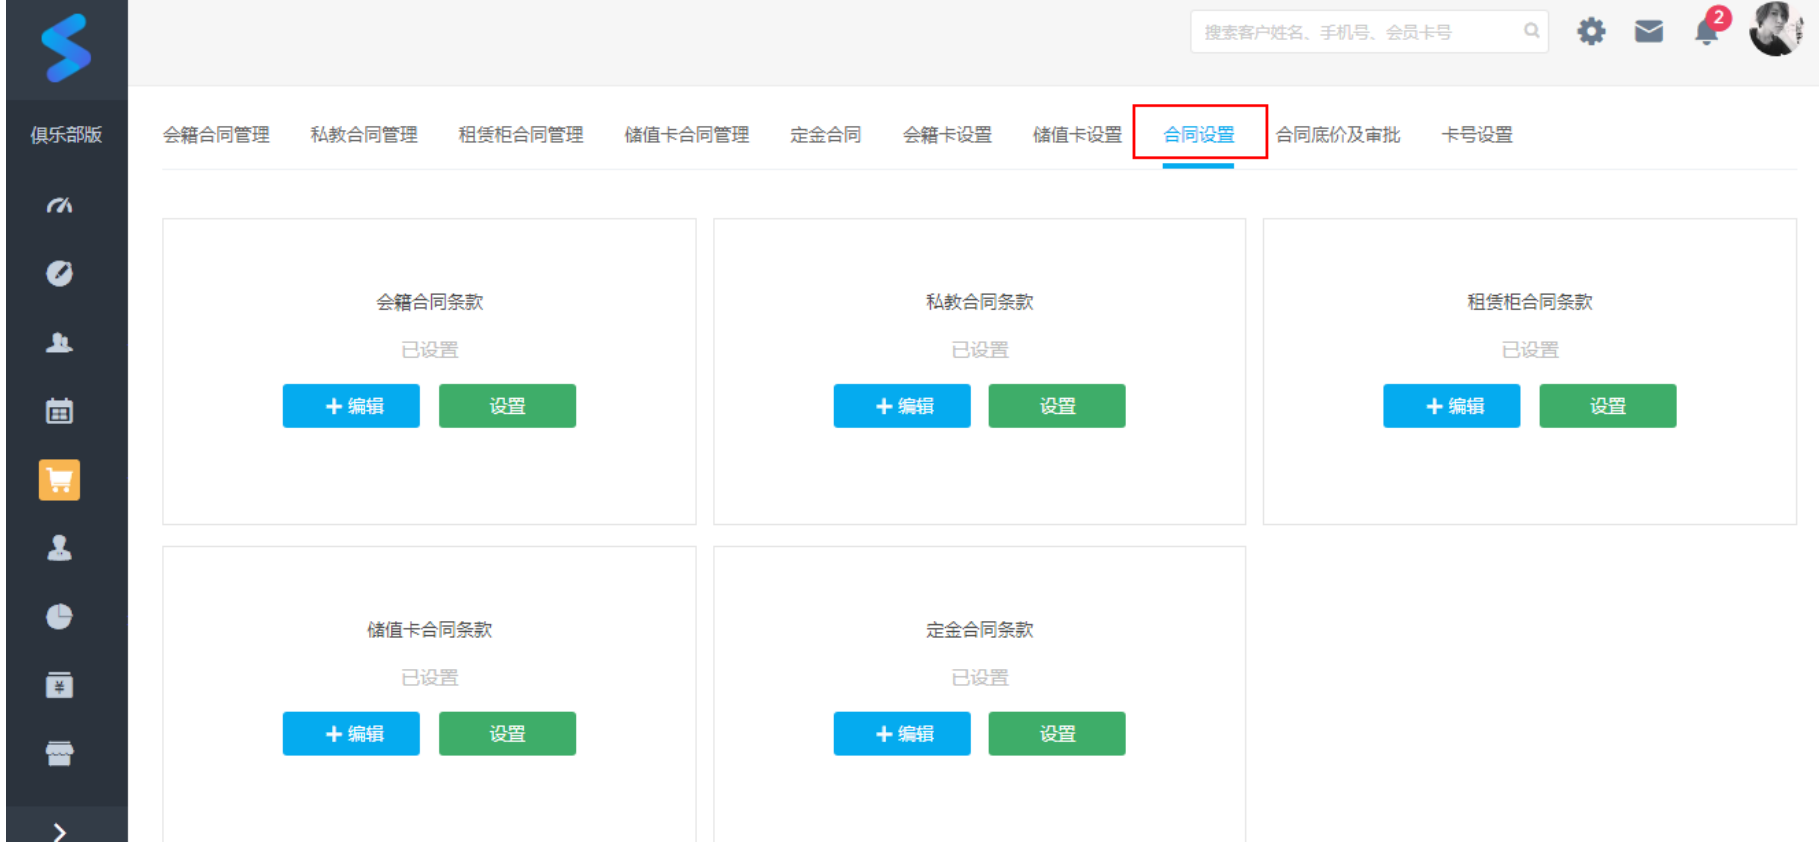 搜索客户姓名、手机号、会员卡号
2
俱乐部版
会籍合同管理 私教合同管理 租赁柜合同管理 储值卡合同管理 定金合同 会籍卡设置 储值卡设置 合同设置 合同底价及审批 卡号设置
会籍合同条款 私教合同条款 租赁柜合同条款
已设置 已设置 已设置
+ 编辑 设置 + 编辑 设置 + 编辑 设置
¥
储值卡合同条款 定金合同条款
已设置 已设置
+ 编辑 设置 + 编辑 设置